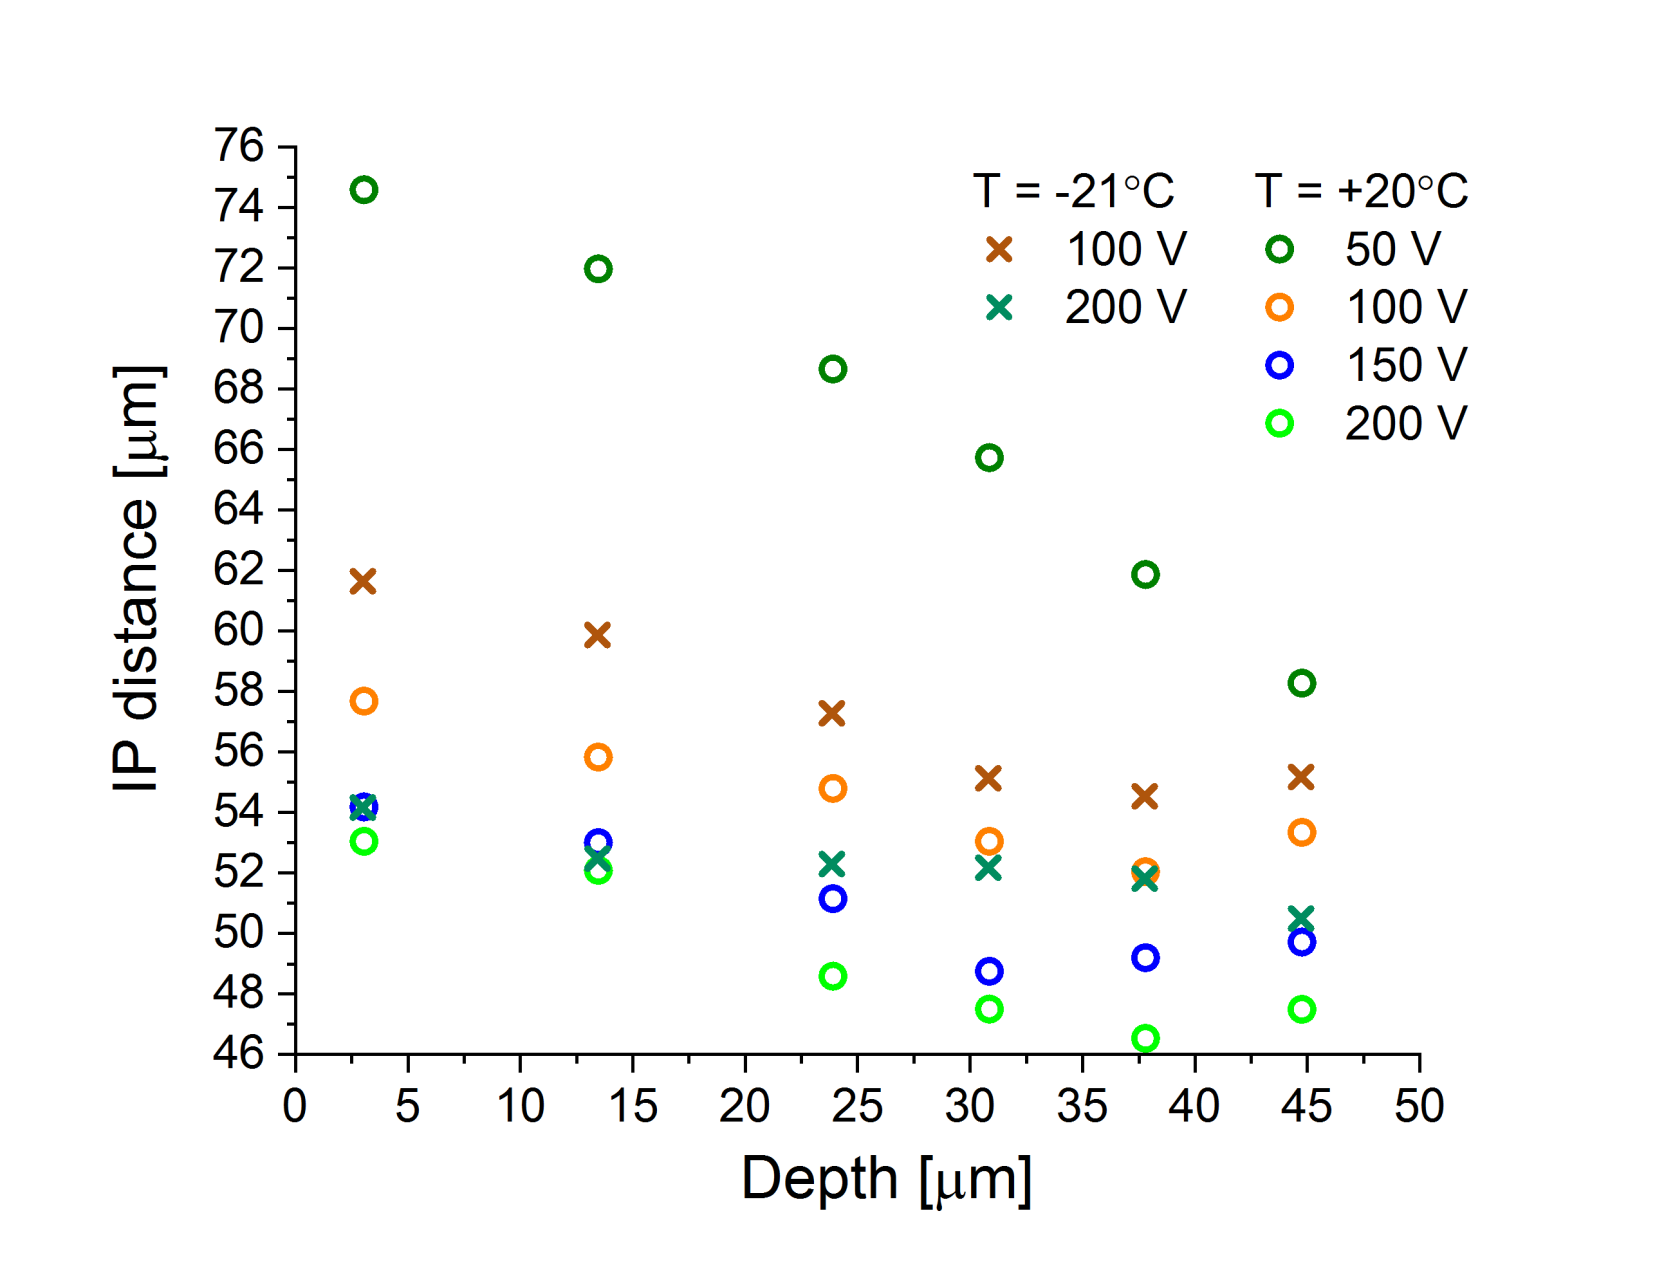 76
74
72
70
68
66
64
62
60
58
56
54
52
50
48
46
IP distance [μm]
T = -21°C
100 V
200 V
T = +20°C
50 V
100 V
150 V
200 V
0 5 10 15 20 25 30 35 40 45 50
Depth [μm]